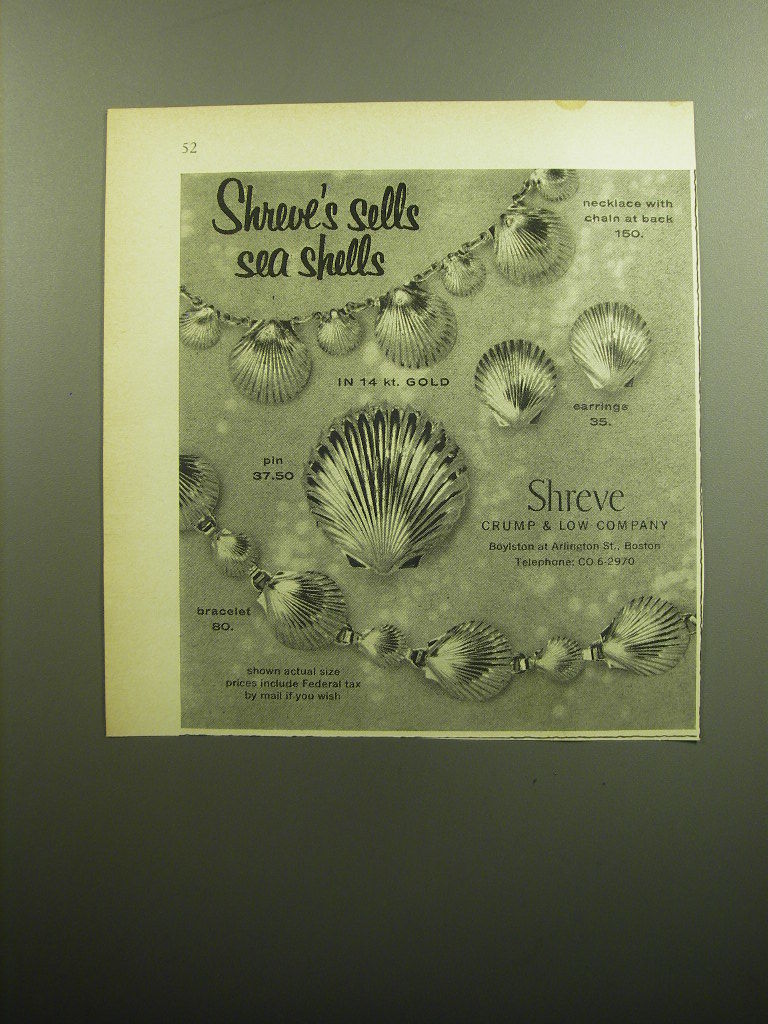 52
Shreve's sells
sea shells
necklace with
chain at back
150.
IN 14 kt. GOLD
earrings
35.
pin
37.50
Shreve
CRUMP & LOW COMPANY
Boylston at Arlington St., Boston
Telephone: CO 6-2970
bracelet
80.
shown actual size
prices include Federal tax
by mail if you wish